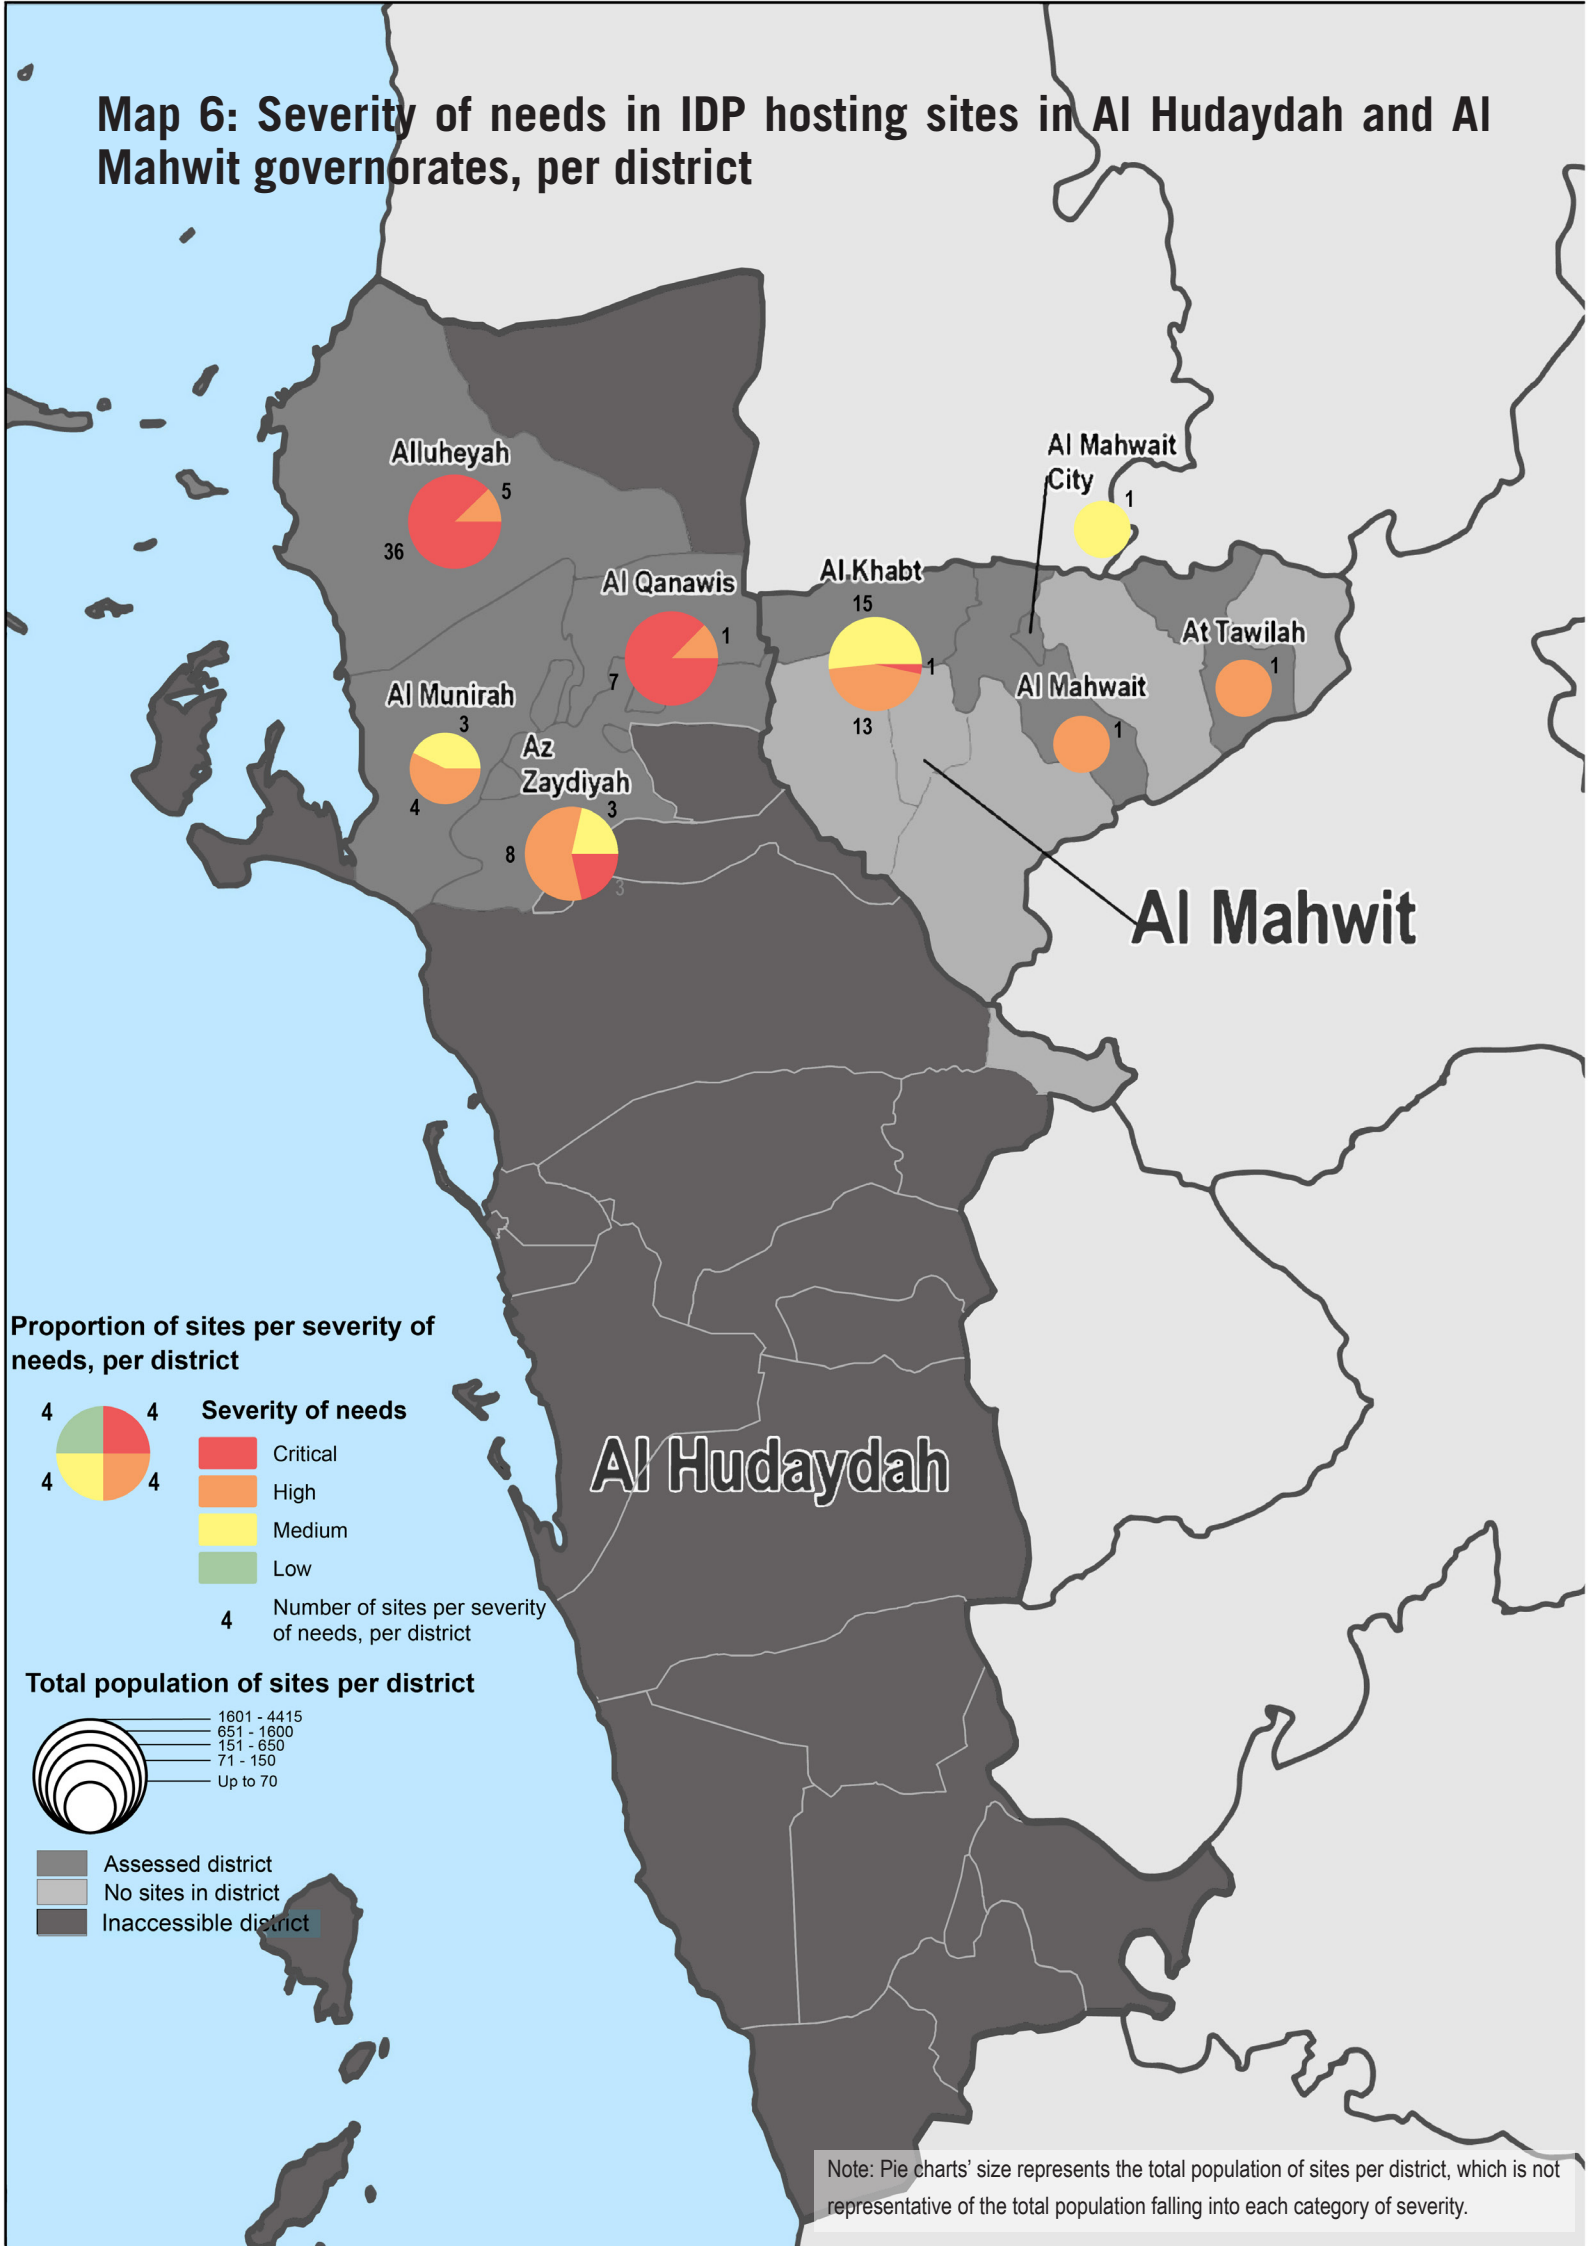 Map 6: Severity of needs in IDP hosting sites in Al Hudaydah and Al
Mahwit governorates, per district
Alluheyah
5
36
Al Mahwait
City
1
Al Qanawis
1
7
Al Khabt
15
1
13
At Tawilah
1
Al Mahwait
1
Al Munirah
3
4
Az
Zaydiyah
3
8
3
Al Mahwit
Al Hudaydah
Proportion of sites per severity of
needs, per district
4
4
4
4
Severity of needs
Critical
High
Medium
Low
4
Number of sites per severity
of needs, per district
Total population of sites per district
1601 - 4415
651 - 1600
151 - 650
71 - 150
Up to 70
Assessed district
No sites in district
Inaccessible district
Note: Pie charts’ size represents the total population of sites per district, which is not
representative of the total population falling into each category of severity.